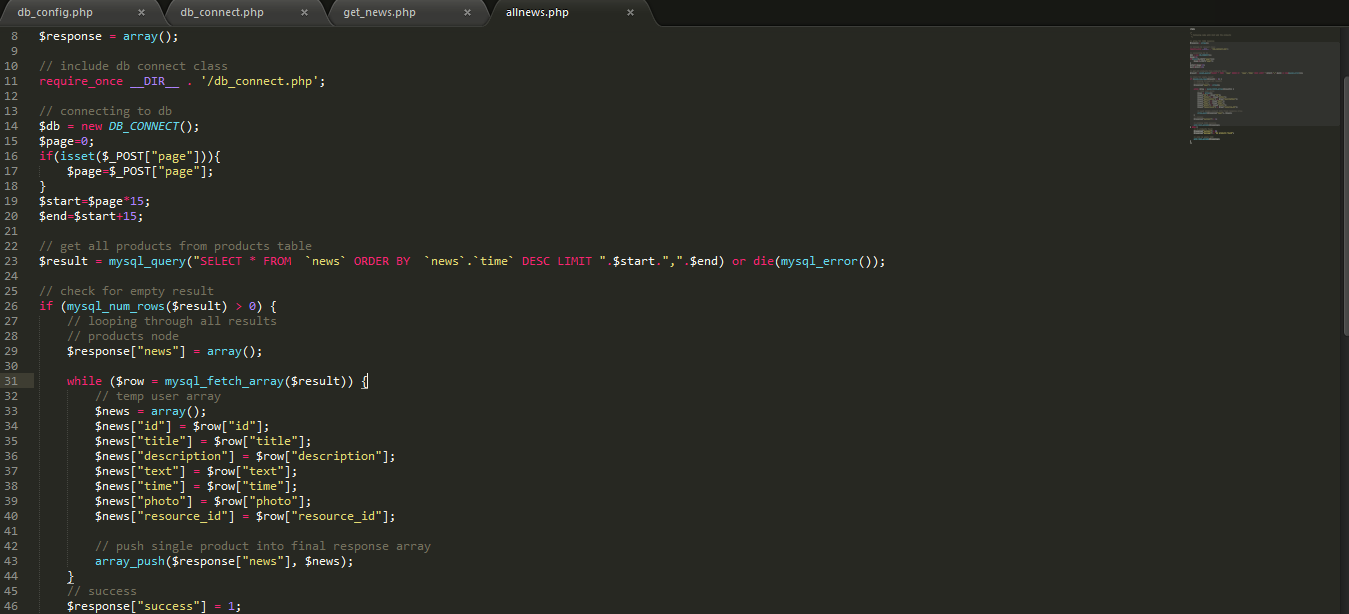 db_config.php × db_connect.php × get_news.php × allnews.php ×
8 $response = array();
9
10 // include db connect class
11 require_once __DIR__ . '/db_connect.php';
12
13 // connecting to db
14 $db = new DB_CONNECT();
15 $page=0;
16 if(isset($_POST["page"])){
17 $page=$_POST["page"];
18 }
19 $start=$page*15;
20 $end=$start+15;
21
22 // get all products from products table
23 $result = mysql_query("SELECT * FROM  `news` ORDER BY  `news`.`time` DESC LIMIT ".$start.",".$end) or die(mysql_error());
24
25 // check for empty result
26 if (mysql_num_rows($result) > 0) {
27 // looping through all results
28 // products node
29 $response["news"] = array();
30
31 while ($row = mysql_fetch_array($result)) {
32 // temp user array
33 $news = array();
34 $news["id"] = $row["id"];
35 $news["title"] = $row["title"];
36 $news["description"] = $row["description"];
37 $news["text"] = $row["text"];
38 $news["time"] = $row["time"];
39 $news["photo"] = $row["photo"];
40 $news["resource_id"] = $row["resource_id"];
41
42 // push single product into final response array
43 array_push($response["news"], $news);
44 }
45 // success
46 $response["success"] = 1;